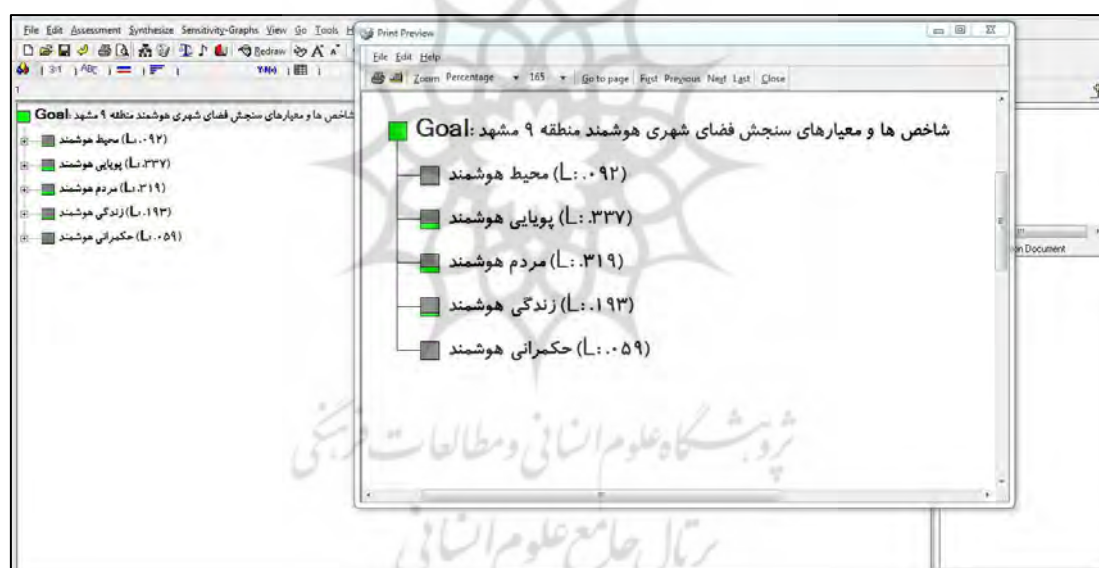 File Edit Assessment Synthesize Sensitivity-Graphs View Go Tools H
Redraw
3:1 ABC Y=f(x)
Goal: شاخص ها و معیارهای سنجش فضای شهری هوشمند منطقه ۹ مشهد
محیط هوشمند (L: .۰۹۲)
پویایی هوشمند (L: .۳۳۷)
مردم هوشمند (L: .۳۱۹)
زندگی هوشمند (L: .۱۹۳)
حکمرانی هوشمند (L: .۰۵۹)
Print Preview
File Edit Help
Zoom Percentage 165 Go to page First Previous Next Last Close
Goal: شاخص ها و معیارهای سنجش فضای شهری هوشمند منطقه ۹ مشهد
محیط هوشمند (L: .۰۹۲)
پویایی هوشمند (L: .۳۳۷)
مردم هوشمند (L: .۳۱۹)
زندگی هوشمند (L: .۱۹۳)
حکمرانی هوشمند (L: .۰۵۹)
Document
پژوهشگاه علوم انسانی و مطالعات فرهنگی
پرتال جامع علوم انسانی